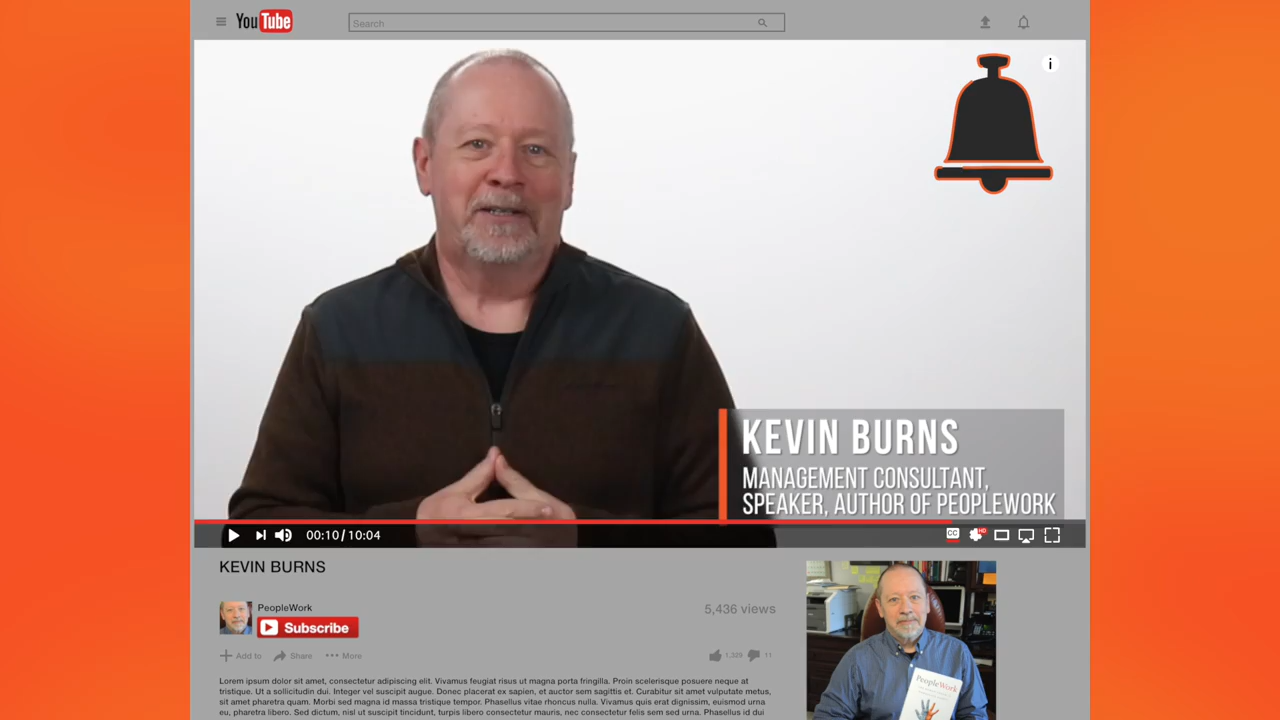 YouTube
Search
i
KEVIN BURNS
MANAGEMENT CONSULTANT,
SPEAKER, AUTHOR OF PEOPLEWORK
00:10 / 10:04
CC
HD
KEVIN BURNS
PeopleWork
Subscribe
5,436 views
Add to
Share
More
1,329
11
PeopleWork
Lorem ipsum dolor sit amet, consectetur adipiscing elit. Vivamus feugiat risus ut magna porta fringilla. Proin scelerisque posuere neque at
tristique. Ut a sollicitudin dui. Integer vel suscipit augue. Donec placerat ex sapien, et auctor sem sagittis et. Curabitur sit amet vulputate metus,
sit amet pharetra quam. Morbi sed magna id massa tristique tempor. Phasellus vitae rhoncus nulla. Vivamus quis erat dignissim, euismod urna
eu, pharetra libero. Sed dictum, nisl ut suscipit tincidunt, turpis libero consectetur mauris, nec consectetur felis sem sed urna. Phasellus id dui